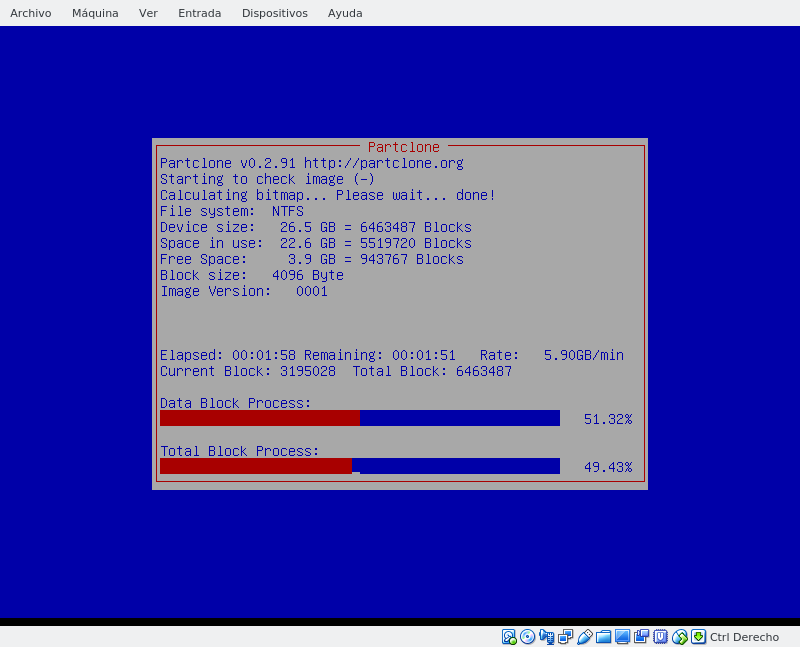 Archivo Máquina Ver Entrada Dispositivos Ayuda
Partclone
Partclone v0.2.91 http://partclone.org
Starting to check image (-)
Calculating bitmap... Please wait... done!
File system:  NTFS
Device size:   26.5 GB = 6463487 Blocks
Space in use:  22.6 GB = 5519720 Blocks
Free Space:     3.9 GB = 943767 Blocks
Block size:   4096 Byte
Image Version:   0001
Elapsed: 00:01:58 Remaining: 00:01:51   Rate:   5.90GB/min
Current Block: 3195028  Total Block: 6463487
Data Block Process:
51.32%
Total Block Process:
49.43%
Ctrl Derecho